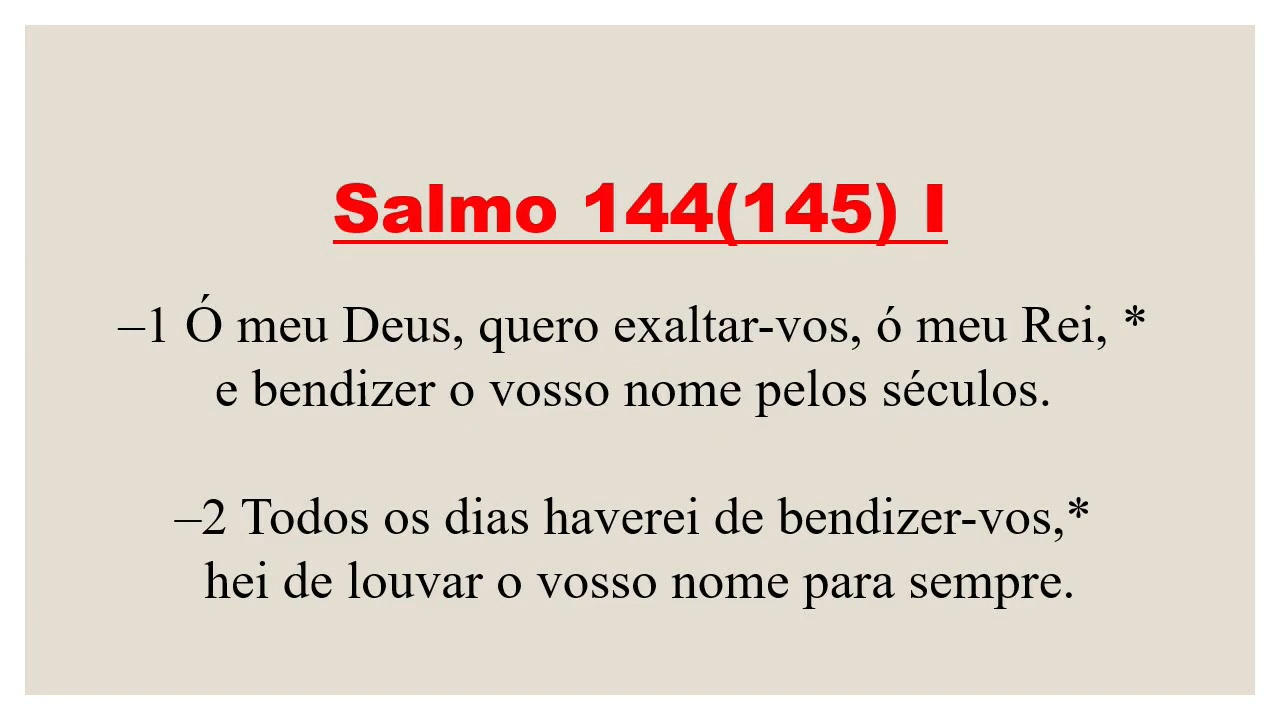 Salmo 144(145) I
–1 Ó meu Deus, quero exaltar-vos, ó meu Rei, *
e bendizer o vosso nome pelos séculos.
–2 Todos os dias haverei de bendizer-vos,*
hei de louvar o vosso nome para sempre.